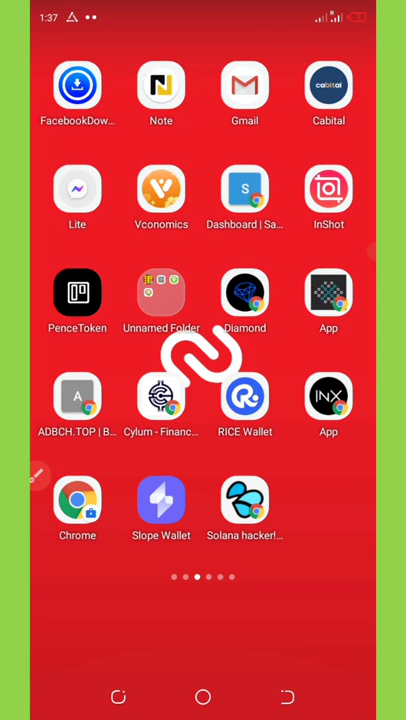 1:37
FacebookDow...
Note
Gmail
cabital
Cabital
Lite
Vconomics
S
Dashboard | Sa...
InShot
PenceToken
Unnamed Folder
Diamond
App
A
ADBCH.TOP | B...
Cylum - Financ...
R
RICE Wallet
INX
App
Chrome
Slope Wallet
Solana hacker!...